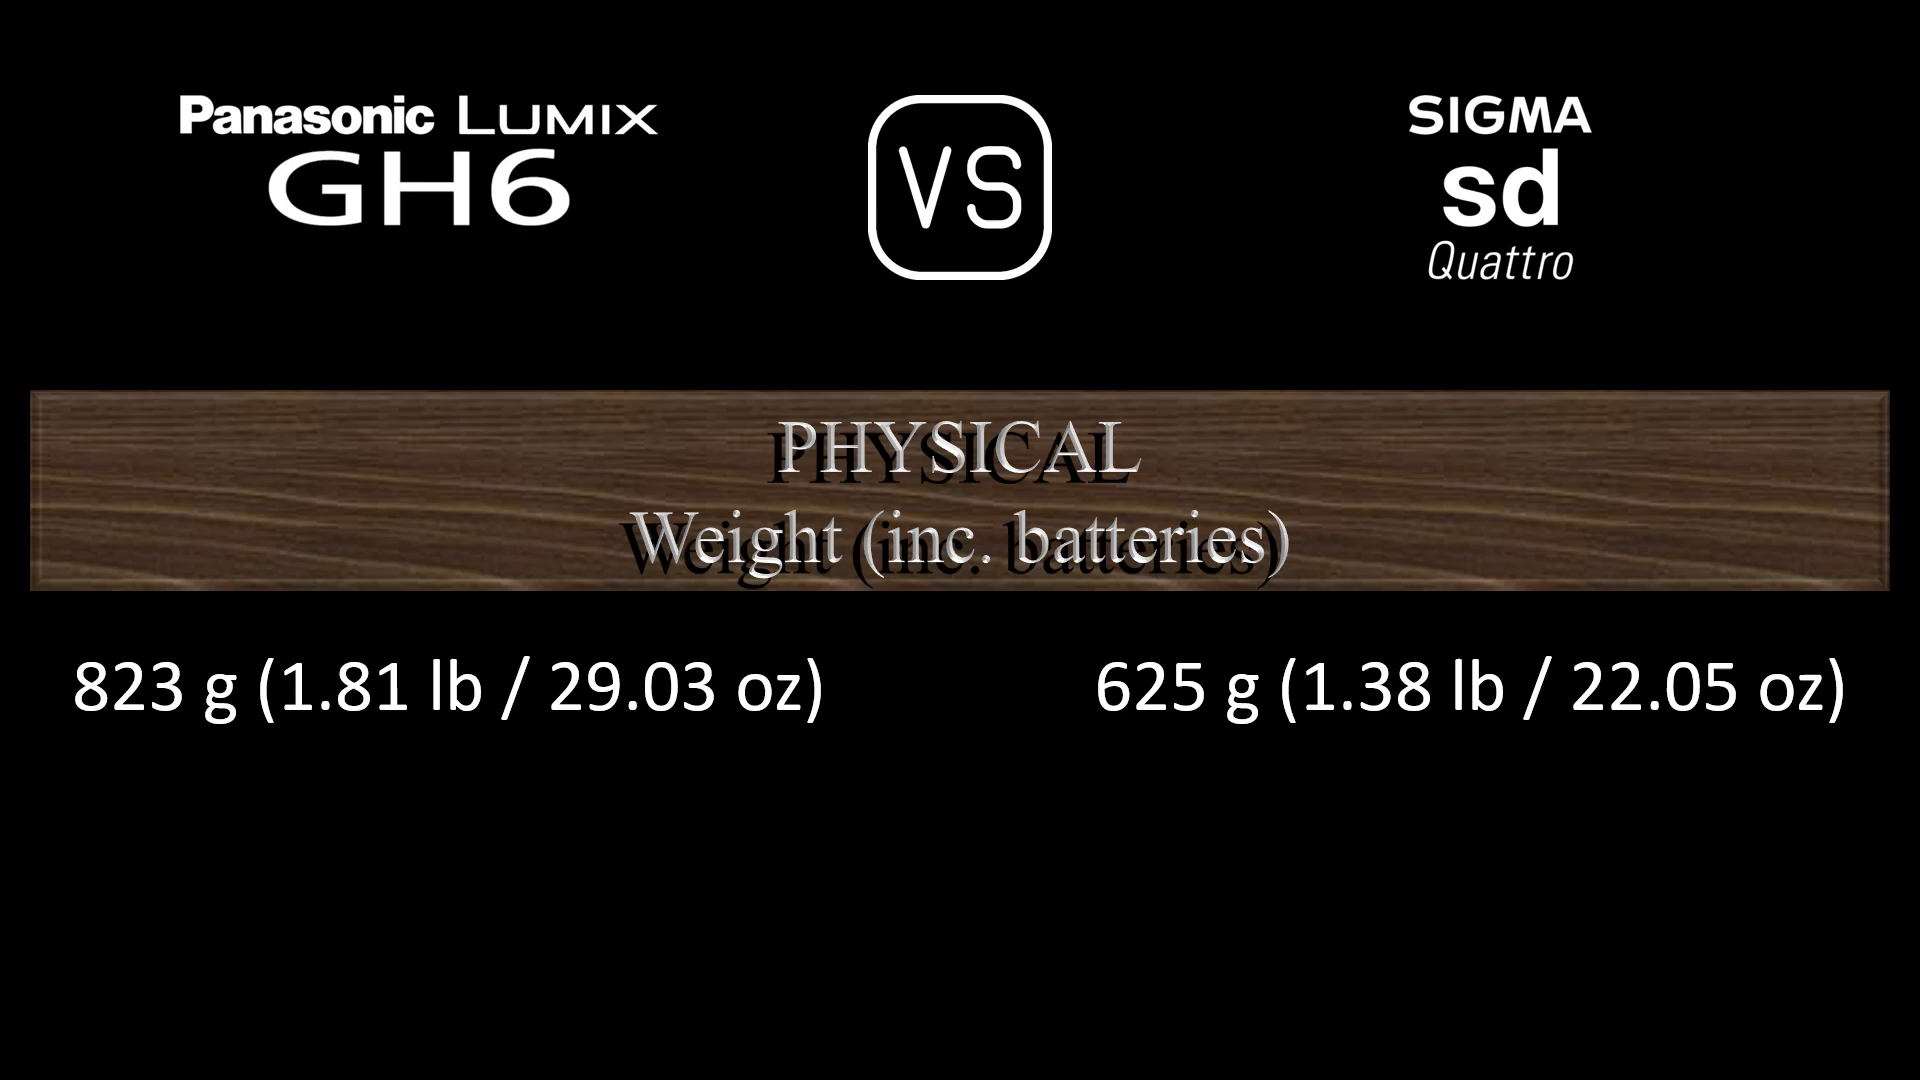 Panasonic LUMIX
GH6
VS
SIGMA
sd
Quattro
PHYSICAL
Weight (inc. batteries)
823 g (1.81 lb / 29.03 oz)
625 g (1.38 lb / 22.05 oz)